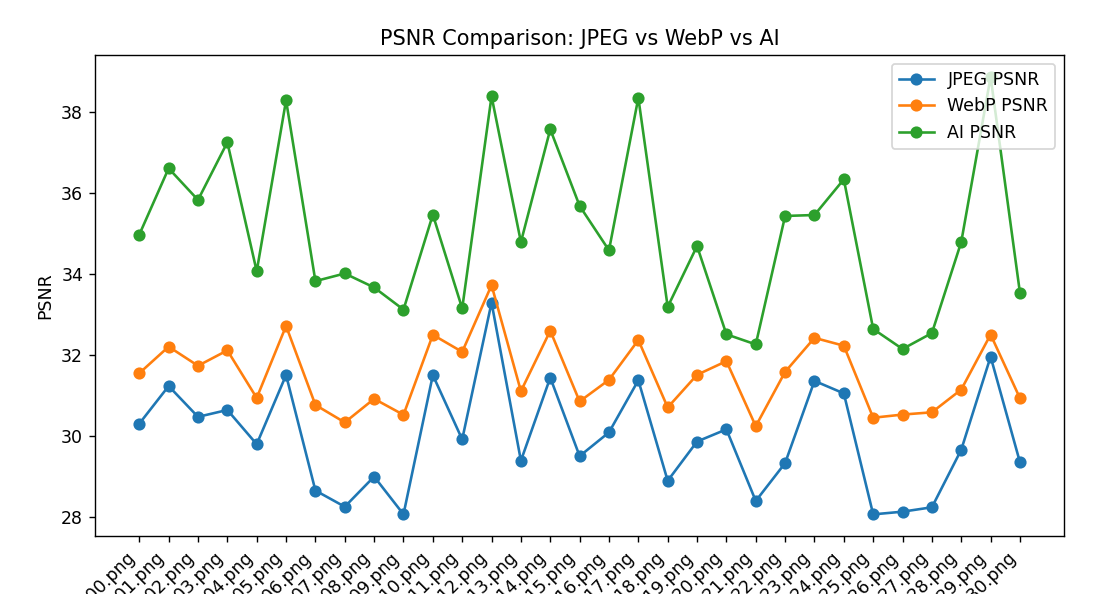 PSNR Comparison: JPEG vs WebP vs AI
JPEG PSNR
WebP PSNR
AI PSNR
PSNR
38
36
34
32
30
28
00.png
01.png
02.png
03.png
04.png
05.png
06.png
07.png
08.png
09.png
10.png
11.png
12.png
13.png
14.png
15.png
16.png
17.png
18.png
19.png
20.png
21.png
22.png
23.png
24.png
25.png
26.png
27.png
28.png
29.png
30.png